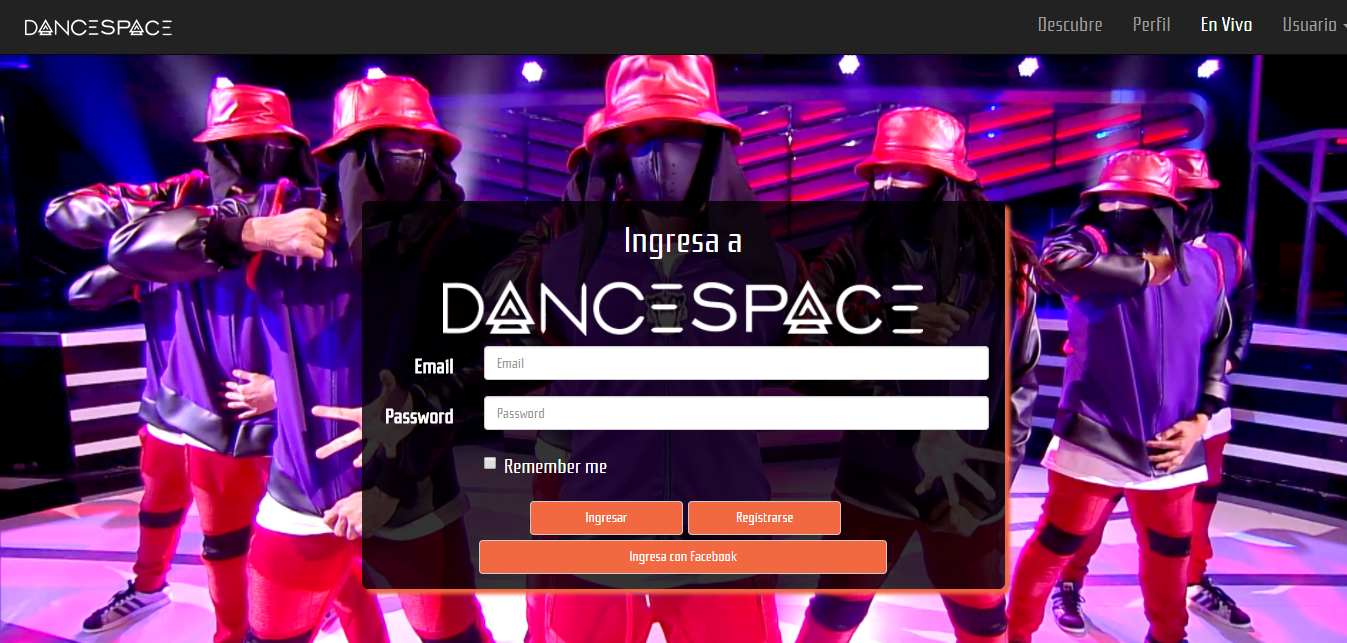 DANCESPACE
Descubre Perfil En Vivo Usuario
Ingresa a
DANCESPACE
Email Email
Password Password
Remember me
Ingresar Registrarse
Ingresa con Facebook